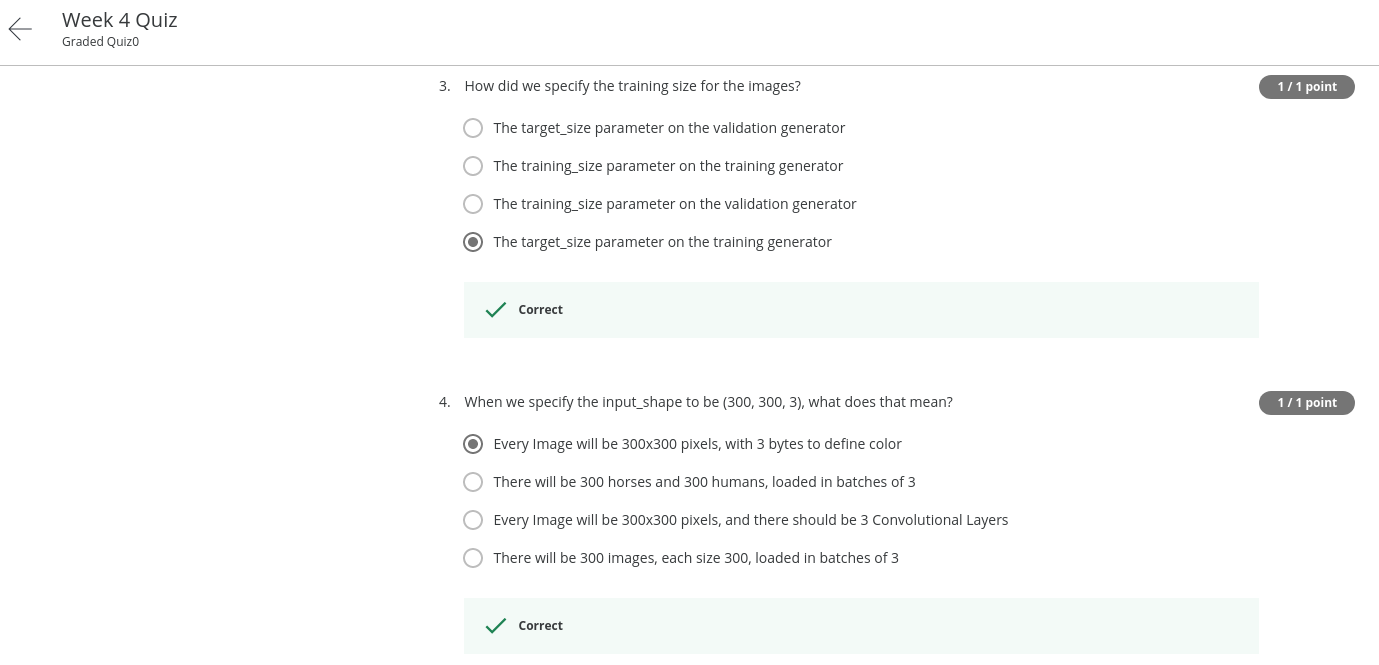 Week 4 Quiz
Graded Quiz0
3. How did we specify the training size for the images?
1 / 1 point
The target_size parameter on the validation generator
The training_size parameter on the training generator
The training_size parameter on the validation generator
The target_size parameter on the training generator
Correct
4. When we specify the input_shape to be (300, 300, 3), what does that mean?
1 / 1 point
Every Image will be 300x300 pixels, with 3 bytes to define color
There will be 300 horses and 300 humans, loaded in batches of 3
Every Image will be 300x300 pixels, and there should be 3 Convolutional Layers
There will be 300 images, each size 300, loaded in batches of 3
Correct